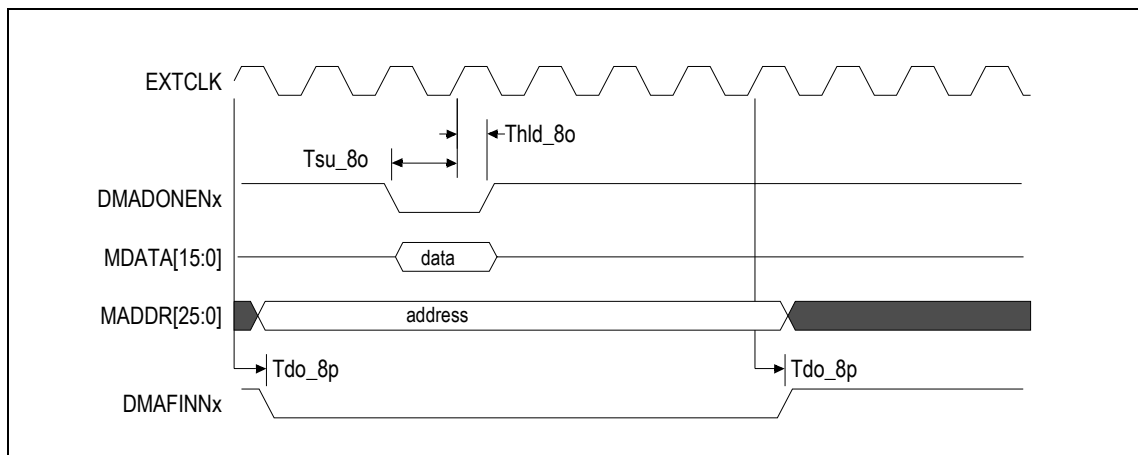 EXTCLK
Thld_8o
Tsu_8o
DMADONENx
MDATA[15:0] data
MADDR[25:0] address
Tdo_8p Tdo_8p
DMAFINNx